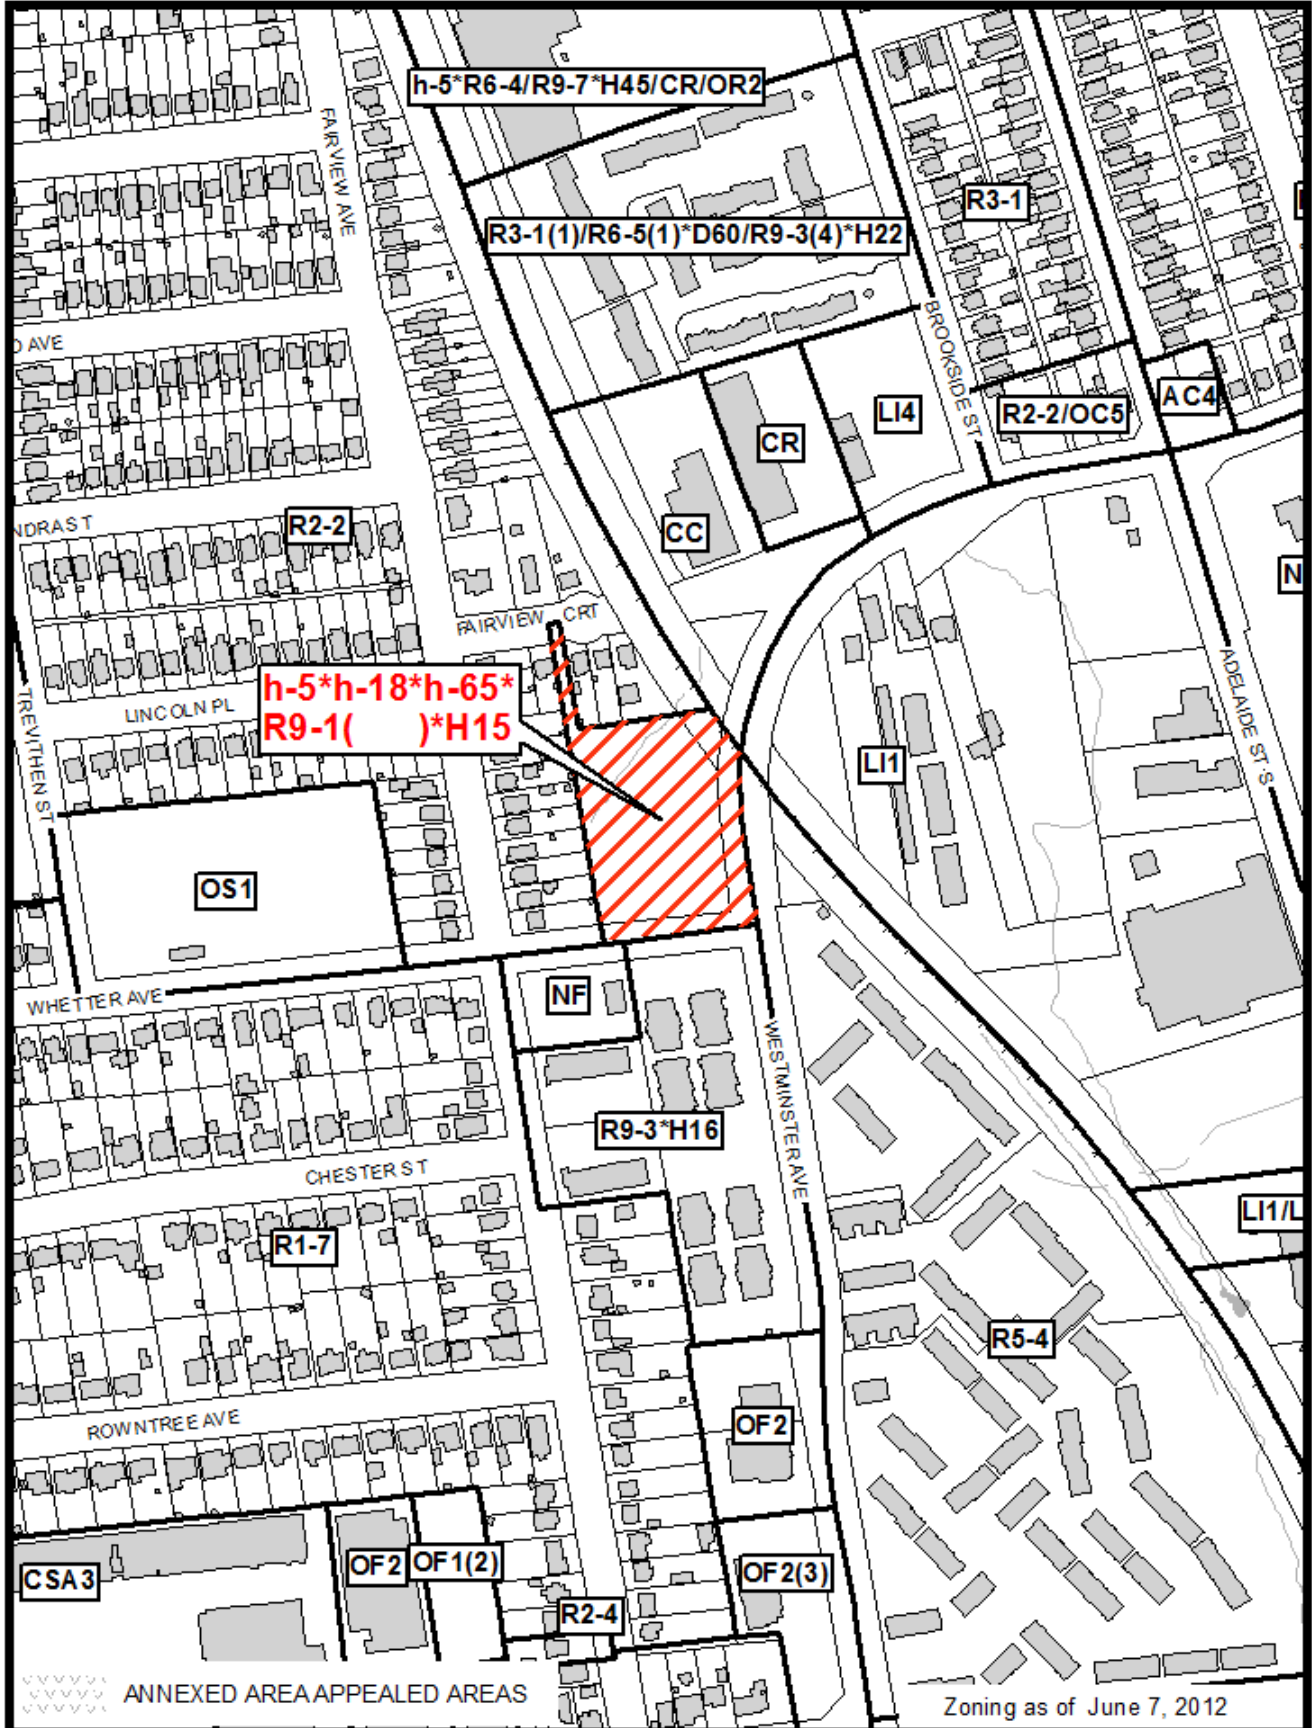 h-5*R6-4/R9-7*H45/CR/OR2
FAIRVIEW AVE
R3-1
R3-1(1)/R6-5(1)*D60/R9-3(4)*H22
BROOKSIDE ST
AVE
AC4
LI4
R2-2/OC5
CR
R2-2
CC
N
FAIRVIEW CRT
h-5*h-18*h-65*
R9-1( )*H15
TREVITHEN ST
LINCOLN PL
ADELAIDE ST S
LI1
OS1
WHETTER AVE
NF
WESTMINSTER AVE
R9-3*H16
CHESTER ST
LI1/L
R1-7
R5-4
ROWNTREE AVE
OF2
CSA3
OF2
OF1(2)
OF2(3)
R2-4
ANNEXED AREA APPEALED AREAS
Zoning as of June 7, 2012